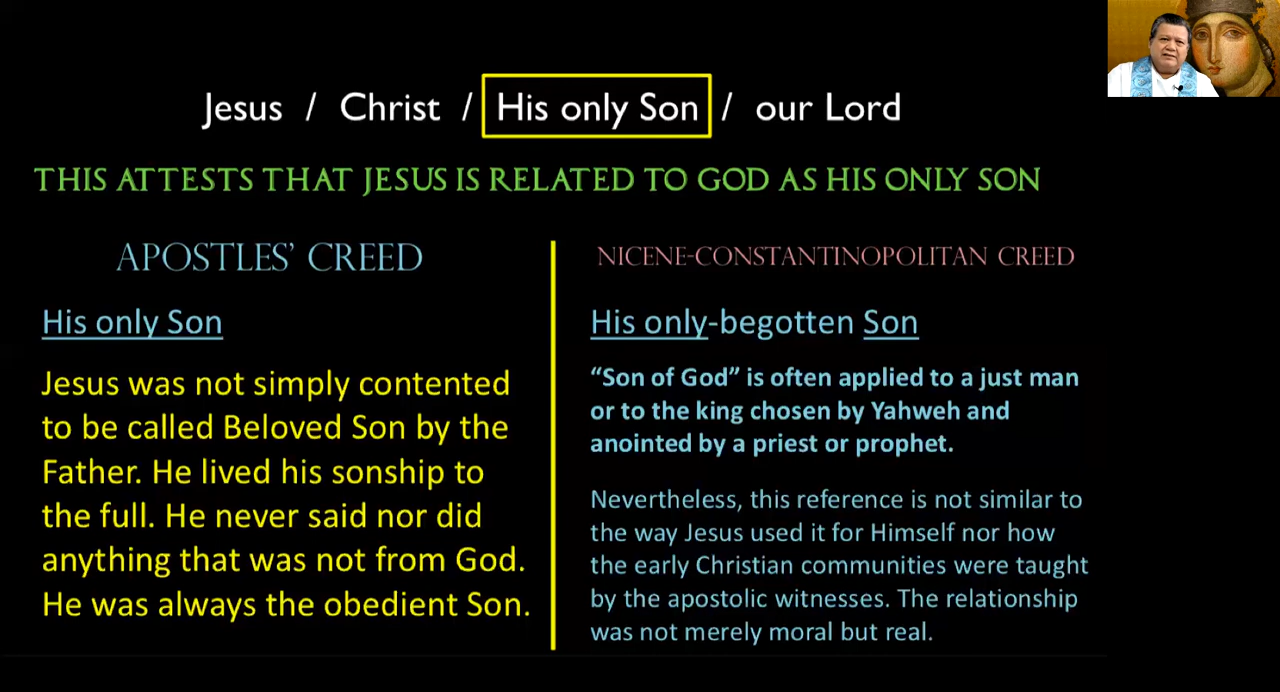 Jesus / Christ / His only Son / our Lord
THIS ATTESTS THAT JESUS IS RELATED TO GOD AS HIS ONLY SON
APOSTLES' CREED
His only Son
Jesus was not simply contented
to be called Beloved Son by the
Father. He lived his sonship to
the full. He never said nor did
anything that was not from God.
He was always the obedient Son.
NICENE-CONSTANTINOPOLITAN CREED
His only-begotten Son
“Son of God” is often applied to a just man
or to the king chosen by Yahweh and
anointed by a priest or prophet.
Nevertheless, this reference is not similar to
the way Jesus used it for Himself nor how
the early Christian communities were taught
by the apostolic witnesses. The relationship
was not merely moral but real.